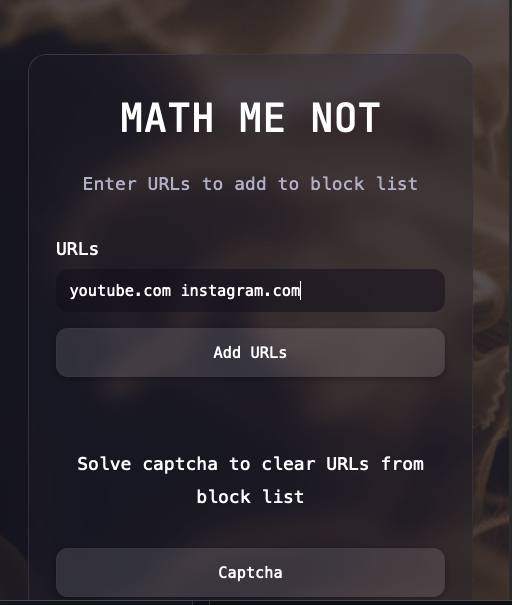 MATH ME NOT
Enter URLs to add to block list
URLs
youtube.com instagram.com
Add URLs
Solve captcha to clear URLs from
block list
Captcha